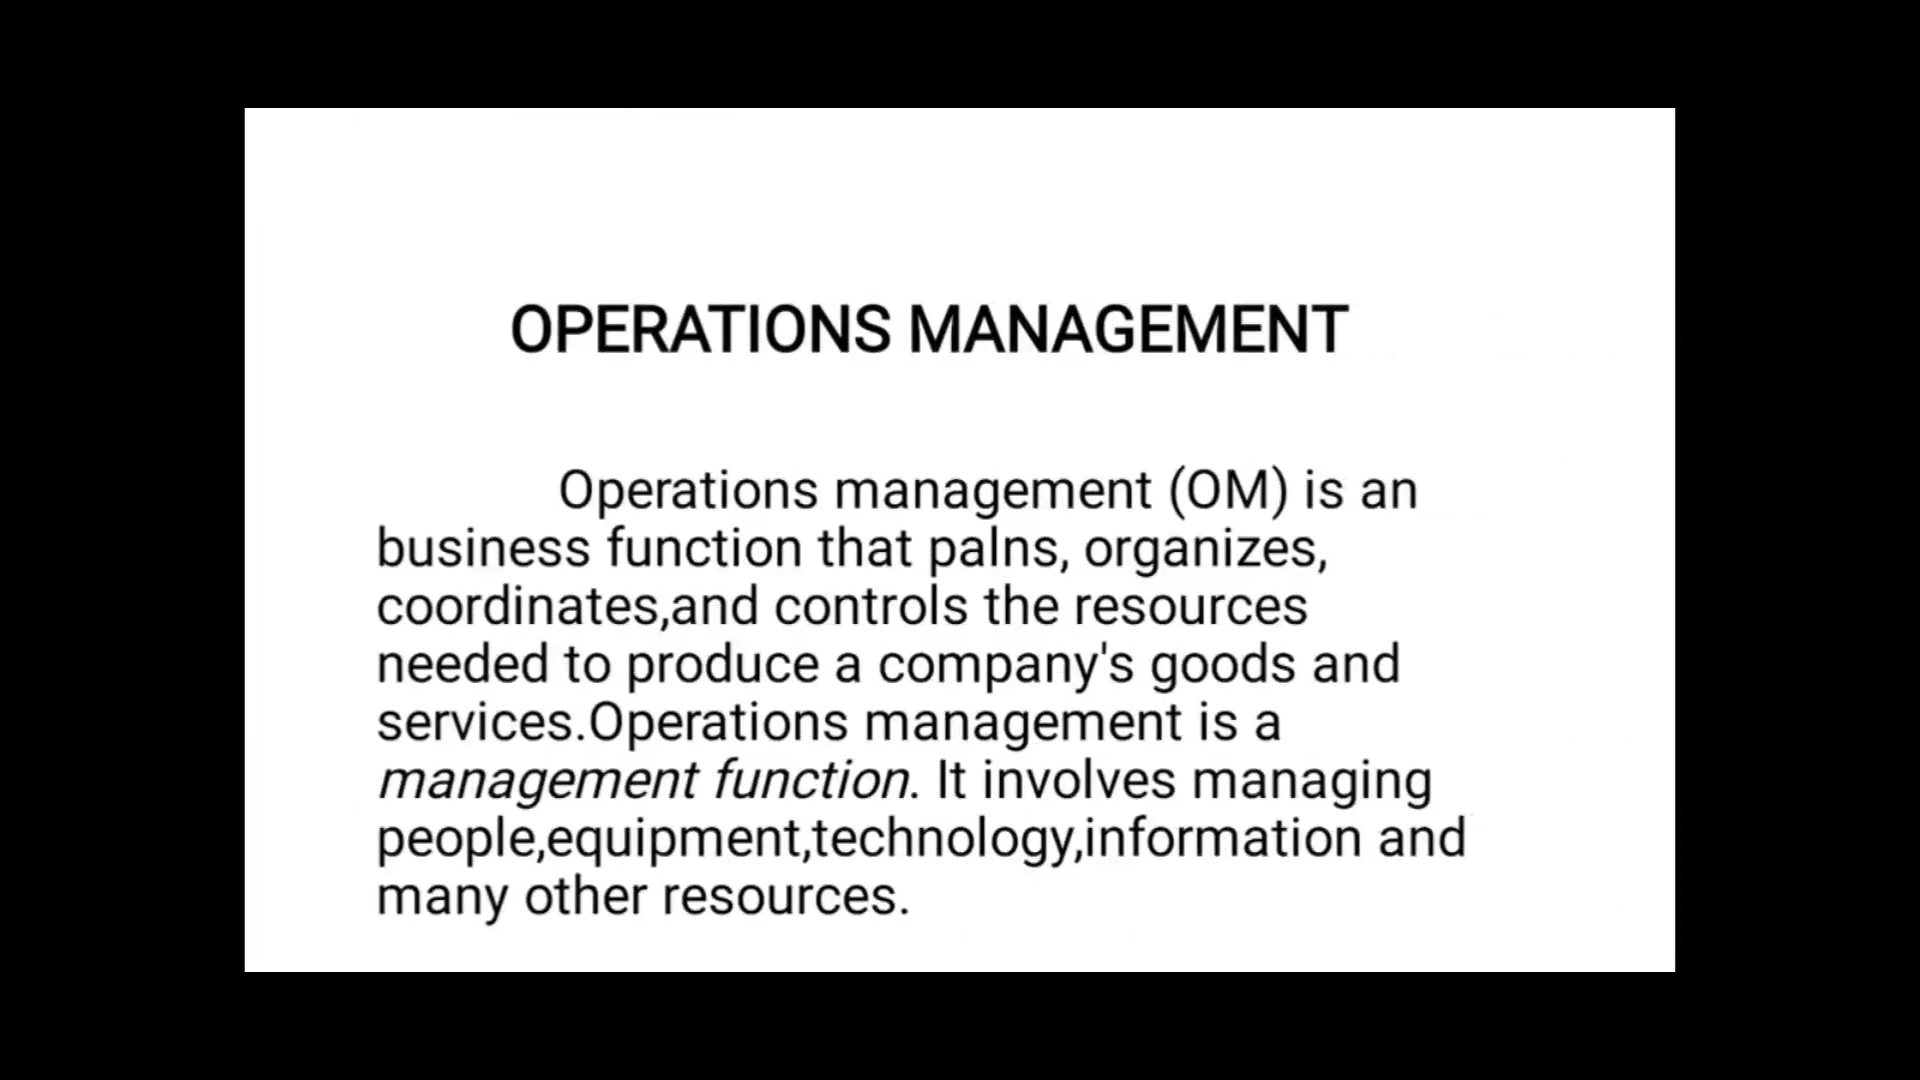 OPERATIONS MANAGEMENT
Operations management (OM) is an
business function that palns, organizes,
coordinates,and controls the resources
needed to produce a company's goods and
services.Operations management is a
management function. It involves managing
people,equipment,technology,information and
many other resources.